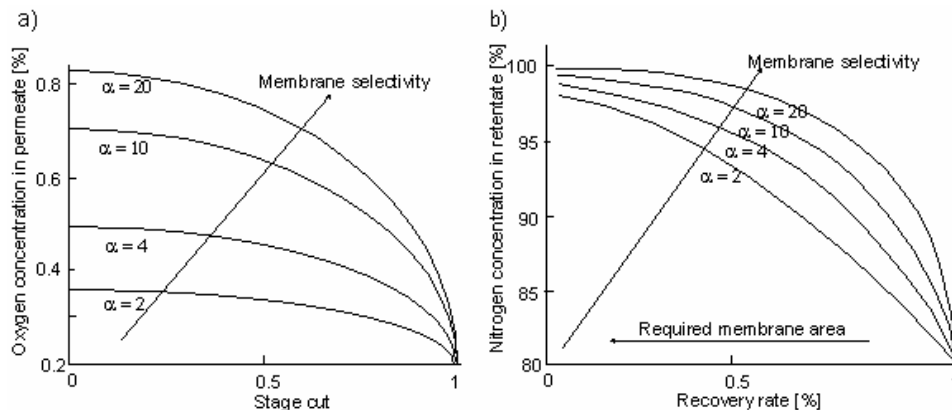 a)
Oxygen concentration in permeate [%]
0.8
0.6
0.4
0.2
α = 20
α = 10
α = 4
α = 2
Membrane selectivity
0
0.5
1
Stage cut
b)
Nitrogen concentration in retentate [%]
100
95
90
85
80
Membrane selectivity
α = 20
α = 10
α = 4
α = 2
Required membrane area
0
0.5
1
Recovery rate [%]